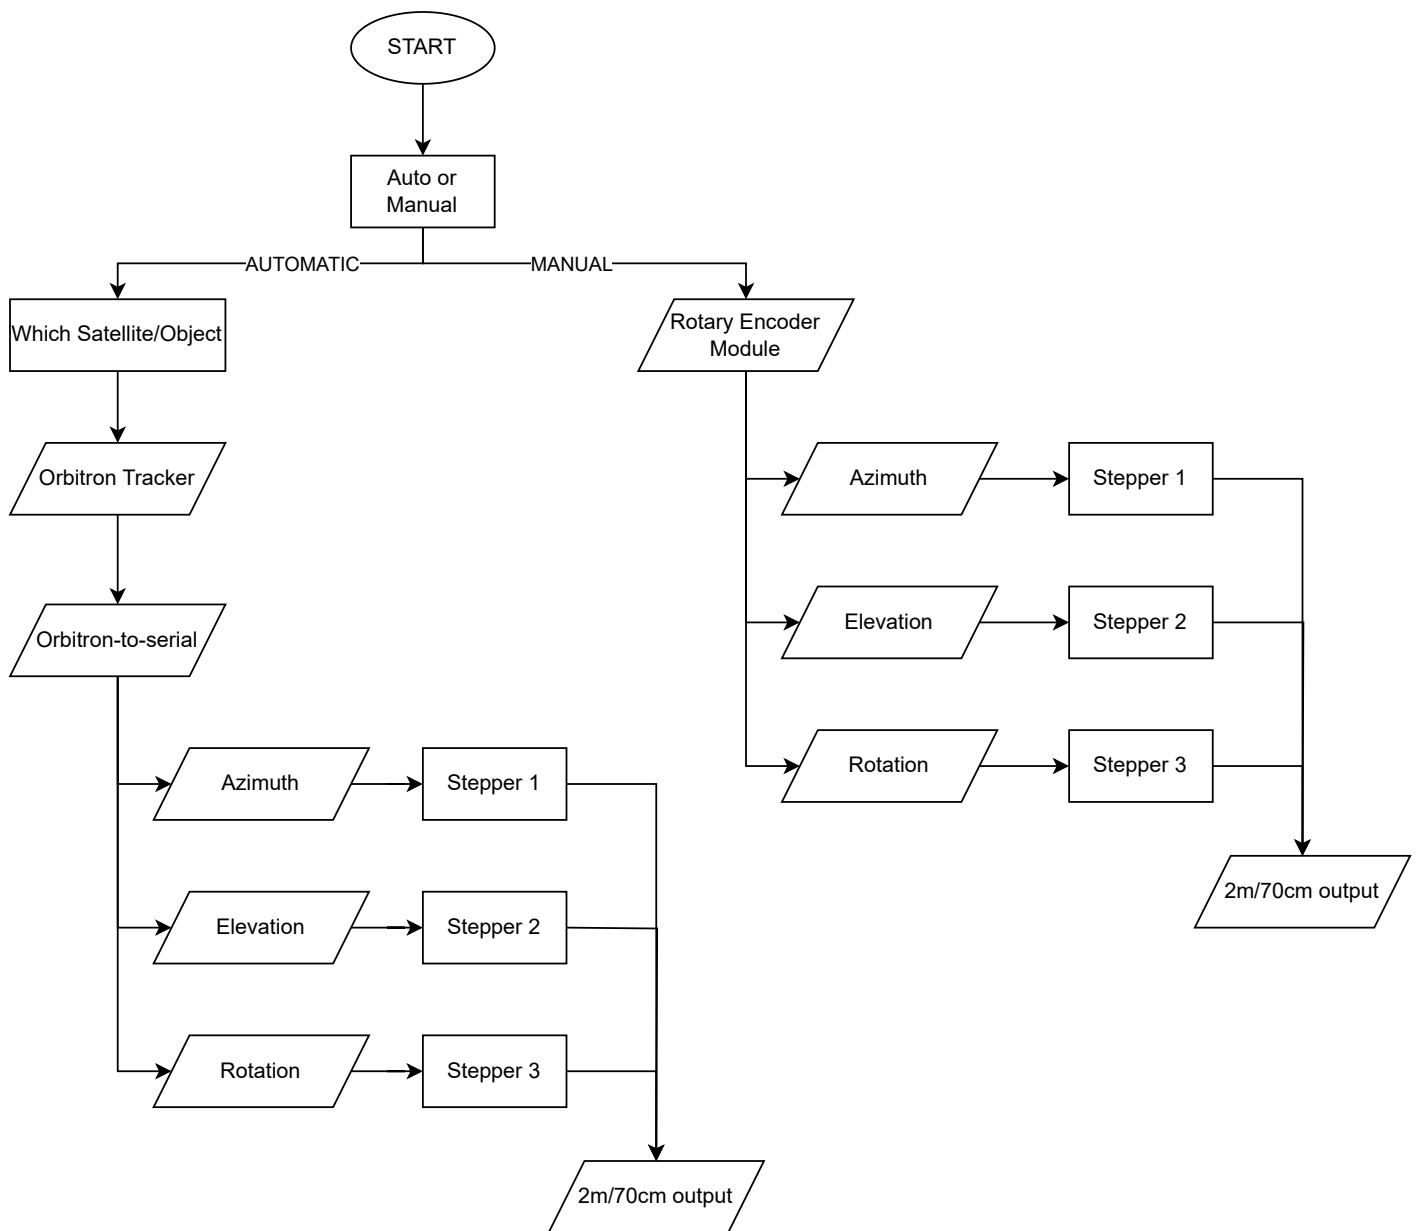 START
Auto or
Manual
AUTOMATIC
MANUAL
Which Satellite/Object
Orbitron Tracker
Orbitron-to-serial
Azimuth
Stepper 1
Elevation
Stepper 2
Rotation
Stepper 3
2m/70cm output
Rotary Encoder
Module
Azimuth
Stepper 1
Elevation
Stepper 2
Rotation
Stepper 3
2m/70cm output